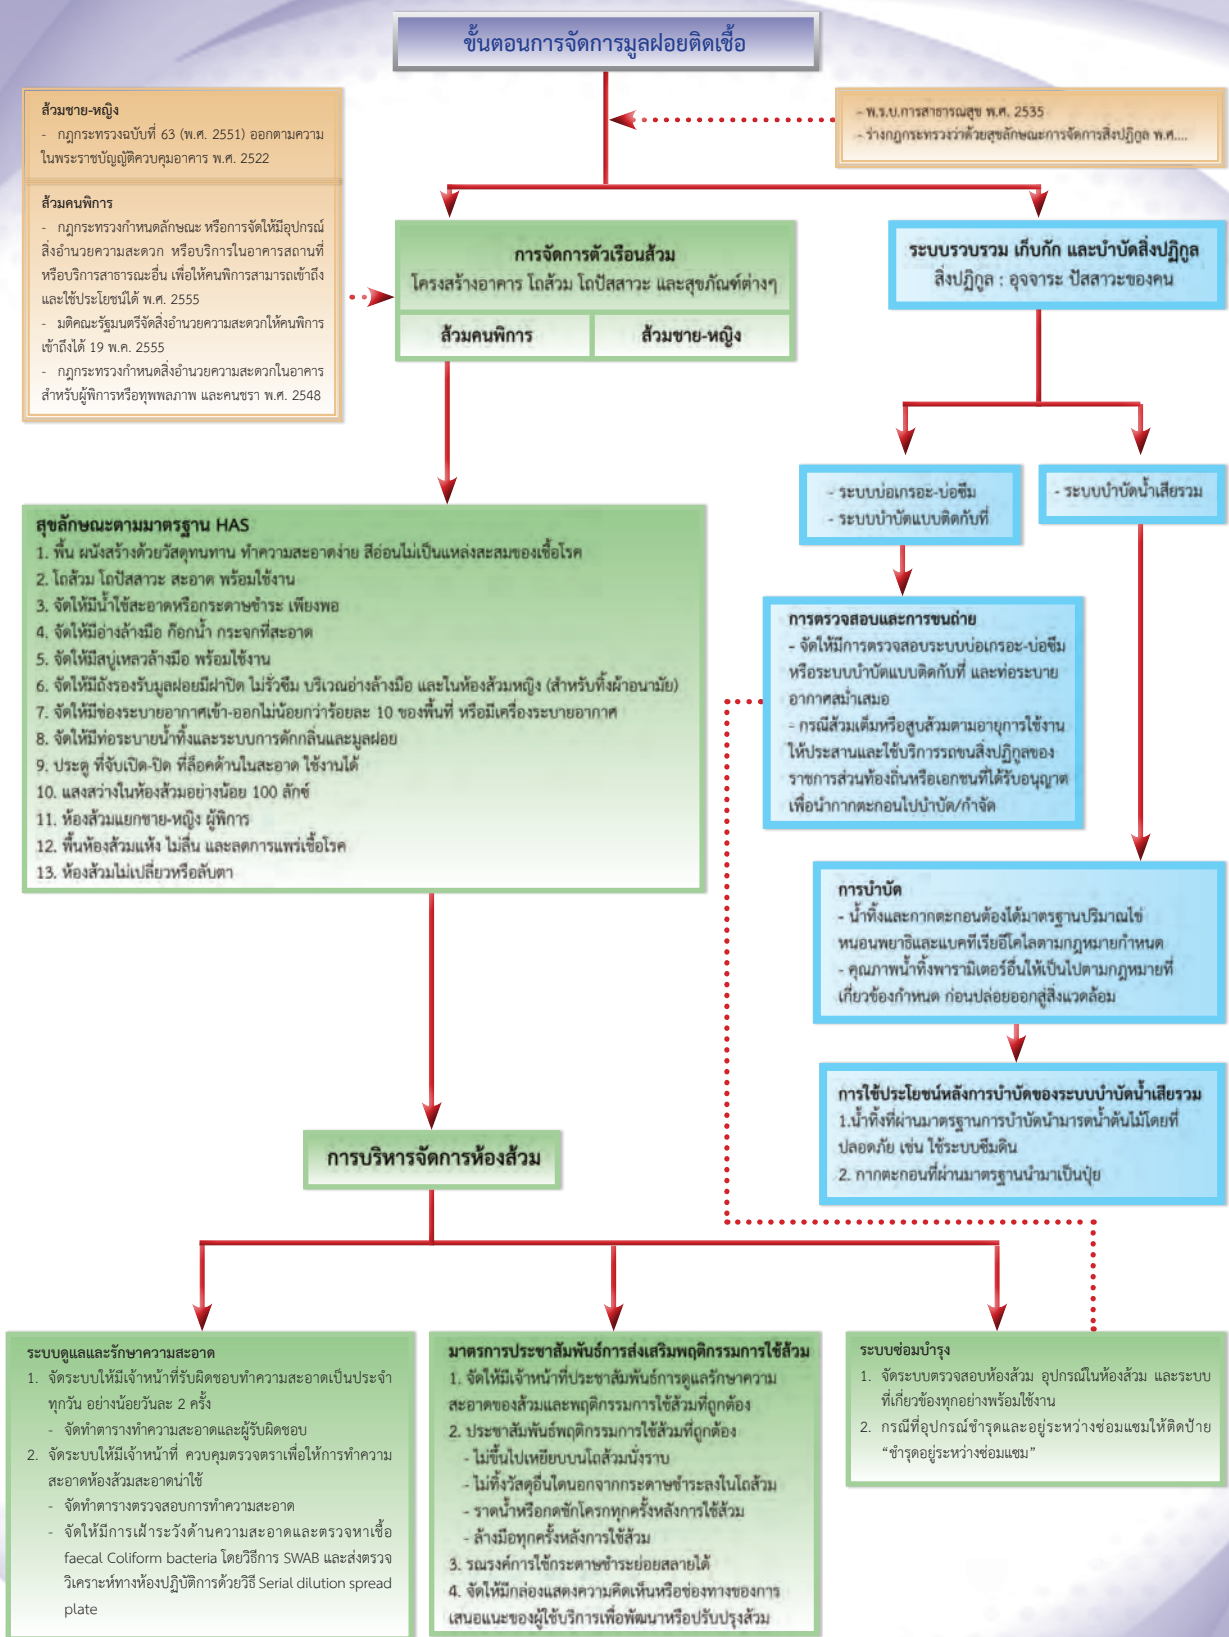 ขั้นตอนการจัดการมูลฝอยติดเชื้อ
ส้วมชาย-หญิง
- กฎกระทรวงฉบับที่ 63 (พ.ศ. 2551) ออกตามความ
ในพระราชบัญญัติควบคุมอาคาร พ.ศ. 2522
ส้วมคนพิการ
- กฎกระทรวงกำหนดลักษณะ หรือการจัดให้มีอุปกรณ์
สิ่งอำนวยความสะดวก หรือบริการในอาคารสถานที่
หรือบริการสาธารณะอื่น เพื่อให้คนพิการสามารถเข้าถึง
และใช้ประโยชน์ได้ พ.ศ. 2555
- มติคณะรัฐมนตรีจัดสิ่งอำนวยความสะดวกให้คนพิการ
เข้าถึงได้ 19 พ.ค. 2555
- กฎกระทรวงกำหนดสิ่งอำนวยความสะดวกในอาคาร
สำหรับผู้พิการหรือทุพพลภาพ และคนชรา พ.ศ. 2548
- พ.ร.บ.การสาธารณสุข พ.ศ. 2535
- ร่างกฎกระทรวงว่าด้วยสุขลักษณะการจัดการสิ่งปฏิกูล พ.ศ....
การจัดการตัวเรือนส้วม
โครงสร้างอาคาร โถส้วม โถปัสสาวะ และสุขภัณฑ์ต่างๆ
ส้วมคนพิการ
ส้วมชาย-หญิง
ระบบรวบรวม เก็บกัก และบำบัดสิ่งปฏิกูล
สิ่งปฏิกูล : อุจจาระ ปัสสาวะของคน
- ระบบบ่อเกรอะ-บ่อซึม
- ระบบบำบัดแบบติดกับที่
- ระบบบำบัดน้ำเสียรวม
สุขลักษณะตามมาตรฐาน HAS
1. พื้น ผนังสร้างด้วยวัสดุทนทาน ทำความสะอาดง่าย สีอ่อนไม่เป็นแหล่งสะสมของเชื้อโรค
2. โถส้วม โถปัสสาวะ สะอาด พร้อมใช้งาน
3. จัดให้มีน้ำใช้สะอาดหรือกระดาษชำระ เพียงพอ
4. จัดให้มีอ่างล้างมือ ก๊อกน้ำ กระจกที่สะอาด
5. จัดให้มีสบู่เหลวล้างมือ พร้อมใช้งาน
6. จัดให้มีถังรองรับมูลฝอยมีฝาปิด ไม่รั่วซึม บริเวณอ่างล้างมือ และในห้องส้วมหญิง (สำหรับทิ้งผ้าอนามัย)
7. จัดให้มีช่องระบายอากาศเข้า-ออกไม่น้อยกว่าร้อยละ 10 ของพื้นที่ หรือมีเครื่องระบายอากาศ
8. จัดให้มีท่อระบายน้ำทิ้งและระบบการดักกลิ่นและมูลฝอย
9. ประตู ที่จับเปิด-ปิด ที่ล็อคด้านในสะอาด ใช้งานได้
10. แสงสว่างในห้องส้วมอย่างน้อย 100 ลักซ์
11. ห้องส้วมแยกชาย-หญิง ผู้พิการ
12. พื้นห้องส้วมแห้ง ไม่ลื่น และลดการแพร่เชื้อโรค
13. ห้องส้วมไม่เปลี่ยวหรือลับตา
การตรวจสอบและการขนถ่าย
- จัดให้มีการตรวจสอบระบบบ่อเกรอะ-บ่อซึม
หรือระบบบำบัดแบบติดกับที่ และท่อระบาย
อากาศสม่ำเสมอ
- กรณีส้วมเต็มหรือสูบส้วมตามอายุการใช้งาน
ให้ประสานและใช้บริการรถขนสิ่งปฏิกูลของ
ราชการส่วนท้องถิ่นหรือเอกชนที่ได้รับอนุญาต
เพื่อนำกากตะกอนไปบำบัด/กำจัด
การบำบัด
- น้ำทิ้งและกากตะกอนต้องได้มาตรฐานปริมาณไข่
หนอนพยาธิและแบคทีเรียอีโคไลตามกฎหมายกำหนด
- คุณภาพน้ำทิ้งพารามิเตอร์อื่นให้เป็นไปตามกฎหมายที่
เกี่ยวข้องกำหนด ก่อนปล่อยออกสู่สิ่งแวดล้อม
การใช้ประโยชน์หลังการบำบัดของระบบบำบัดน้ำเสียรวม
1.น้ำทิ้งที่ผ่านมาตรฐานการบำบัดนำมารดน้ำต้นไม้โดยที่
ปลอดภัย เช่น ใช้ระบบซึมดิน
2. กากตะกอนที่ผ่านมาตรฐานนำมาเป็นปุ๋ย
การบริหารจัดการห้องส้วม
ระบบดูแลและรักษาความสะอาด
1. จัดระบบให้มีเจ้าหน้าที่รับผิดชอบทำความสะอาดเป็นประจำ
ทุกวัน อย่างน้อยวันละ 2 ครั้ง
- จัดทำตารางทำความสะอาดและผู้รับผิดชอบ
2. จัดระบบให้มีเจ้าหน้าที่ ควบคุมตรวจตราเพื่อให้การทำความ
สะอาดห้องส้วมสะอาดน่าใช้
- จัดทำตารางตรวจสอบการทำความสะอาด
- จัดให้มีการเฝ้าระวังด้านความสะอาดและตรวจหาเชื้อ
faecal Coliform bacteria โดยวิธีการ SWAB และส่งตรวจ
วิเคราะห์ทางห้องปฏิบัติการด้วยวิธี Serial dilution spread
plate
มาตรการประชาสัมพันธ์การส่งเสริมพฤติกรรมการใช้ส้วม
1. จัดให้มีเจ้าหน้าที่ประชาสัมพันธ์การดูแลรักษาความ
สะอาดของส้วมและพฤติกรรมการใช้ส้วมที่ถูกต้อง
2. ประชาสัมพันธ์พฤติกรรมการใช้ส้วมที่ถูกต้อง
- ไม่ขึ้นไปเหยียบบนโถส้วมนั่งราบ
- ไม่ทิ้งวัสดุอื่นใดนอกจากกระดาษชำระลงในโถส้วม
- ราดน้ำหรือกดชักโครกทุกครั้งหลังการใช้ส้วม
- ล้างมือทุกครั้งหลังการใช้ส้วม
3. รณรงค์การใช้กระดาษชำระย่อยสลายได้
4. จัดให้มีกล่องแสดงความคิดเห็นหรือช่องทางของการ
เสนอแนะของผู้ใช้บริการเพื่อพัฒนาหรือปรับปรุงส้วม
ระบบซ่อมบำรุง
1. จัดระบบตรวจสอบห้องส้วม อุปกรณ์ในห้องส้วม และระบบ
ที่เกี่ยวข้องทุกอย่างพร้อมใช้งาน
2. กรณีที่อุปกรณ์ชำรุดและอยู่ระหว่างซ่อมแซมให้ติดป้าย
“ชำรุดอยู่ระหว่างซ่อมแซม”